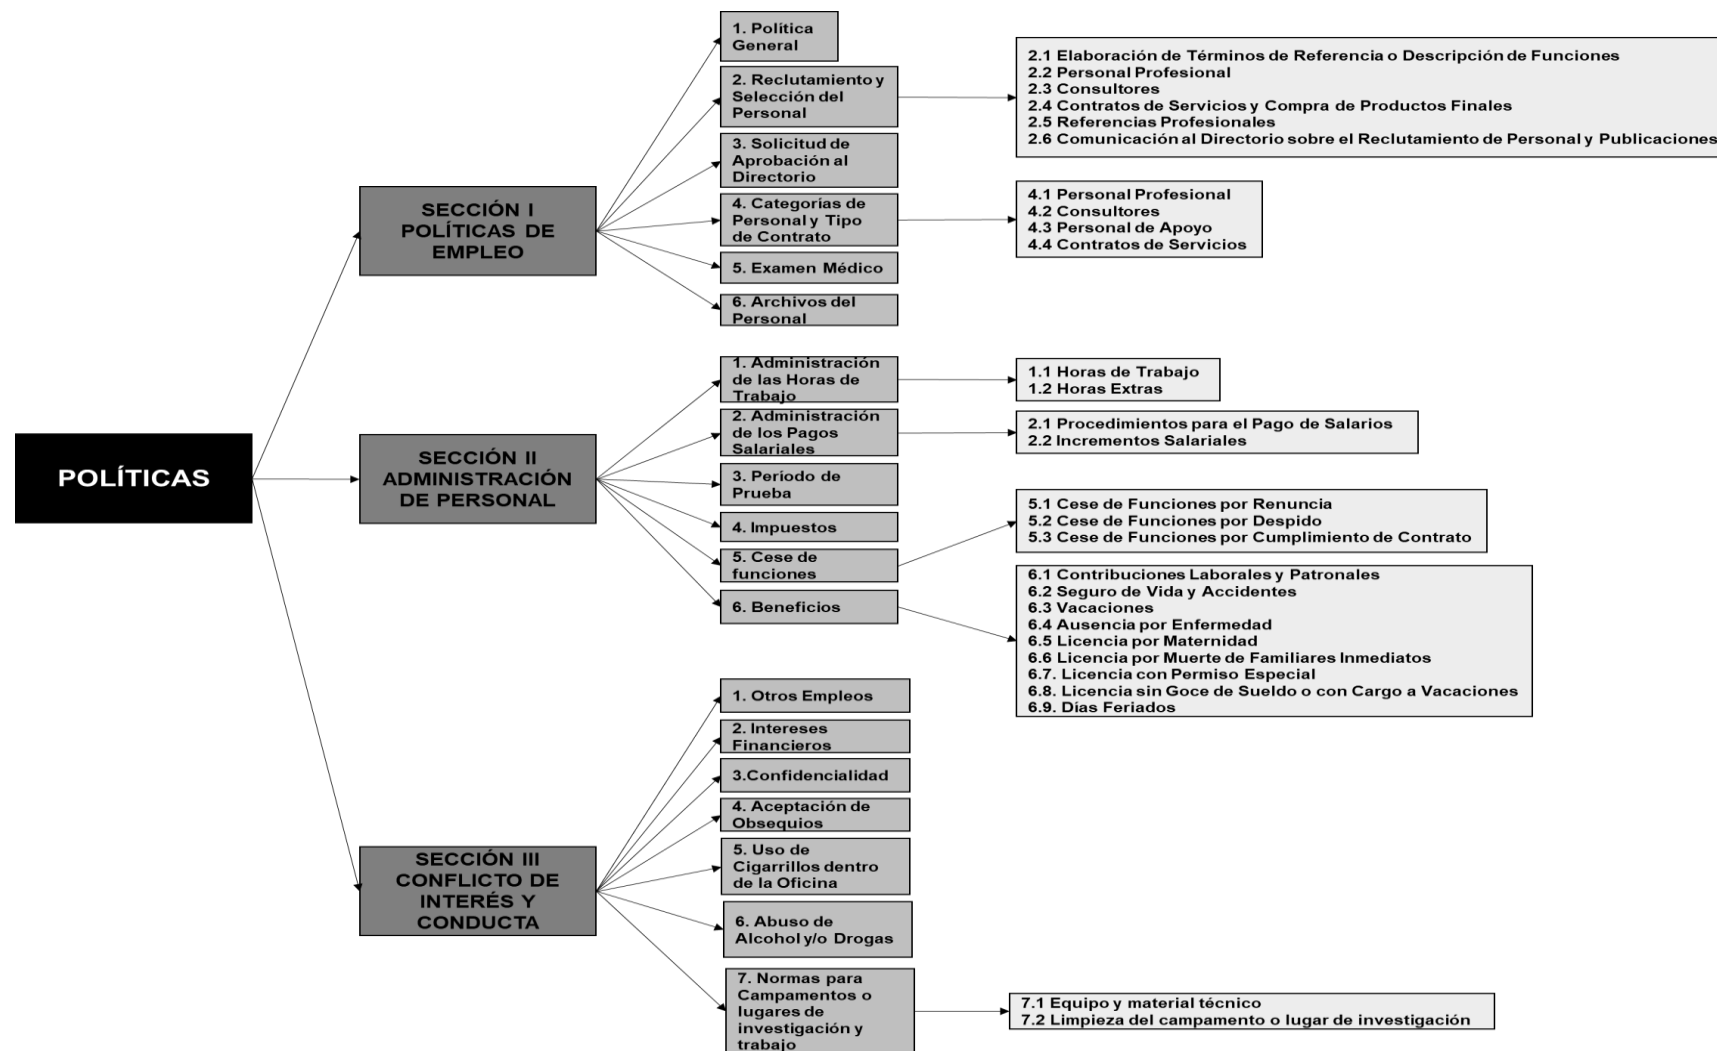 POLÍTICAS
SECCIÓN I
POLÍTICAS DE
EMPLEO
1. Política
General
2. Reclutamiento y
Selección del
Personal
2.1 Elaboración de Términos de Referencia o Descripción de Funciones
2.2 Personal Profesional
2.3 Consultores
2.4 Contratos de Servicios y Compra de Productos Finales
2.5 Referencias Profesionales
2.6 Comunicación al Directorio sobre el Reclutamiento de Personal y Publicaciones
3. Solicitud de
Aprobación al
Directorio
4. Categorías de
Personal y Tipo
de Contrato
4.1 Personal Profesional
4.2 Consultores
4.3 Personal de Apoyo
4.4 Contratos de Servicios
5. Examen Médico
6. Archivos del
Personal
SECCIÓN II
ADMINISTRACIÓN
DE PERSONAL
1. Administración
de las Horas de
Trabajo
1.1 Horas de Trabajo
1.2 Horas Extras
2. Administración
de los Pagos
Salariales
2.1 Procedimientos para el Pago de Salarios
2.2 Incrementos Salariales
3. Período de
Prueba
4. Impuestos
5. Cese de
funciones
5.1 Cese de Funciones por Renuncia
5.2 Cese de Funciones por Despido
5.3 Cese de Funciones por Cumplimiento de Contrato
6. Beneficios
6.1 Contribuciones Laborales y Patronales
6.2 Seguro de Vida y Accidentes
6.3 Vacaciones
6.4 Ausencia por Enfermedad
6.5 Licencia por Maternidad
6.6 Licencia por Muerte de Familiares Inmediatos
6.7. Licencia con Permiso Especial
6.8. Licencia sin Goce de Sueldo o con Cargo a Vacaciones
6.9. Días Feriados
SECCIÓN III
CONFLICTO DE
INTERÉS Y
CONDUCTA
1. Otros Empleos
2. Intereses
Financieros
3.Confidencialidad
4. Aceptación de
Obsequios
5. Uso de
Cigarrillos dentro
de la Oficina
6. Abuso de
Alcohol y/o Drogas
7. Normas para
Campamentos o
lugares de
investigación y
trabajo
7.1 Equipo y material técnico
7.2 Limpieza del campamento o lugar de investigación